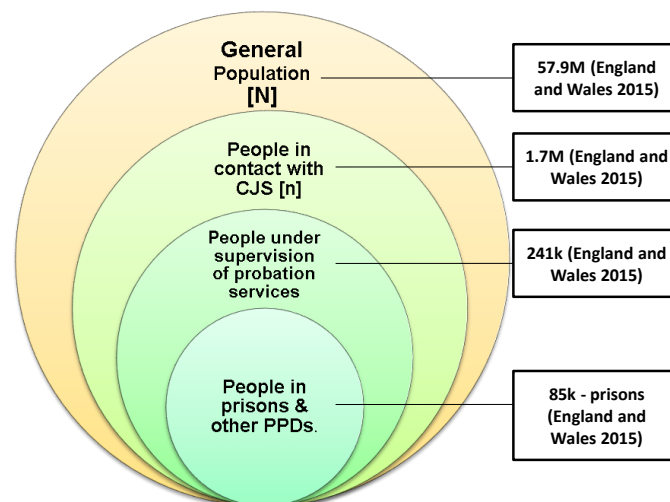 General
Population
[N]
57.9M (England
and Wales 2015)
People in
contact with
CJS [n]
1.7M (England and
Wales 2015)
People under
supervision
of probation
services
241k (England and
Wales 2015)
People in
prisons &
other PPDs.
85k - prisons
(England and
Wales 2015)